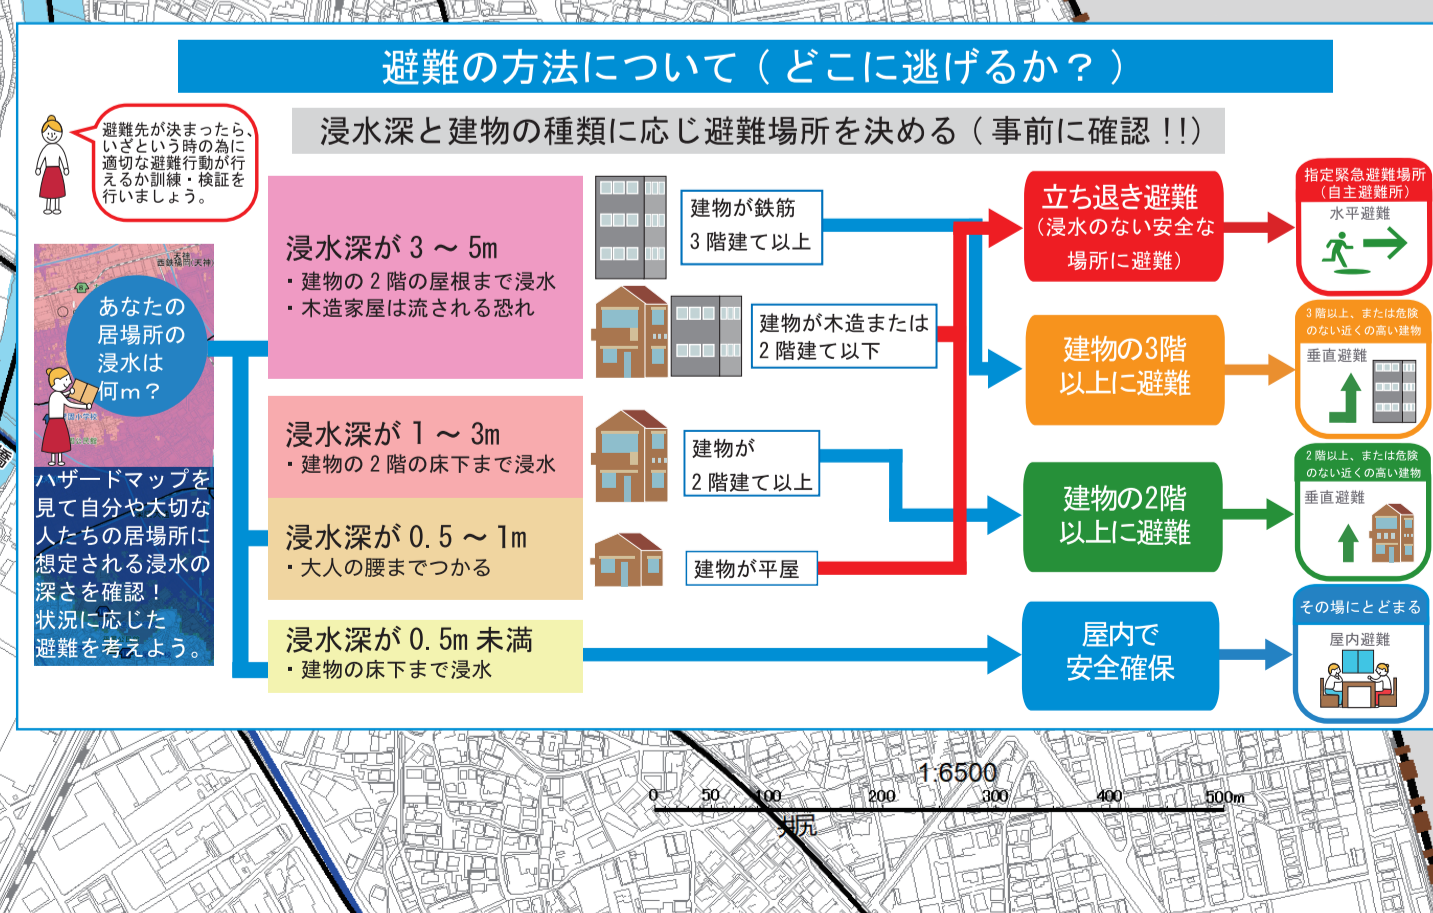 避難の方法について（どこに逃げるか？）
浸水深と建物の種類に応じ避難場所を決める（事前に確認!!）
避難先が決まったら、
いざという時の為に
適切な避難行動が行
えるか訓練・検証を
行いましょう。
天神
西鉄福岡(天神)
あなたの
居場所の
浸水は
何m？
ハザードマップを
見て自分や大切な
人たちの居場所に
想定される浸水の
深さを確認！
状況に応じた
避難を考えよう。
浸水深が 3 ～ 5m
・建物の 2 階の屋根まで浸水
・木造家屋は流される恐れ
浸水深が 1 ～ 3m
・建物の 2 階の床下まで浸水
浸水深が 0.5 ～ 1m
・大人の腰までつかる
浸水深が 0.5m 未満
・建物の床下まで浸水
建物が鉄筋
3 階建て以上
建物が木造または
2 階建て以下
建物が
2 階建て以上
建物が平屋
立ち退き避難
（浸水のない安全な
場所に避難）
建物の3階
以上に避難
建物の2階
以上に避難
屋内で
安全確保
指定緊急避難場所
（自主避難所）
水平避難
3 階以上、または危険
のない近くの高い建物
垂直避難
2 階以上、または危険
のない近くの高い建物
垂直避難
その場にとどまる
屋内避難
橋
1:6500
0 50 100 200 300 400 500m
井尻